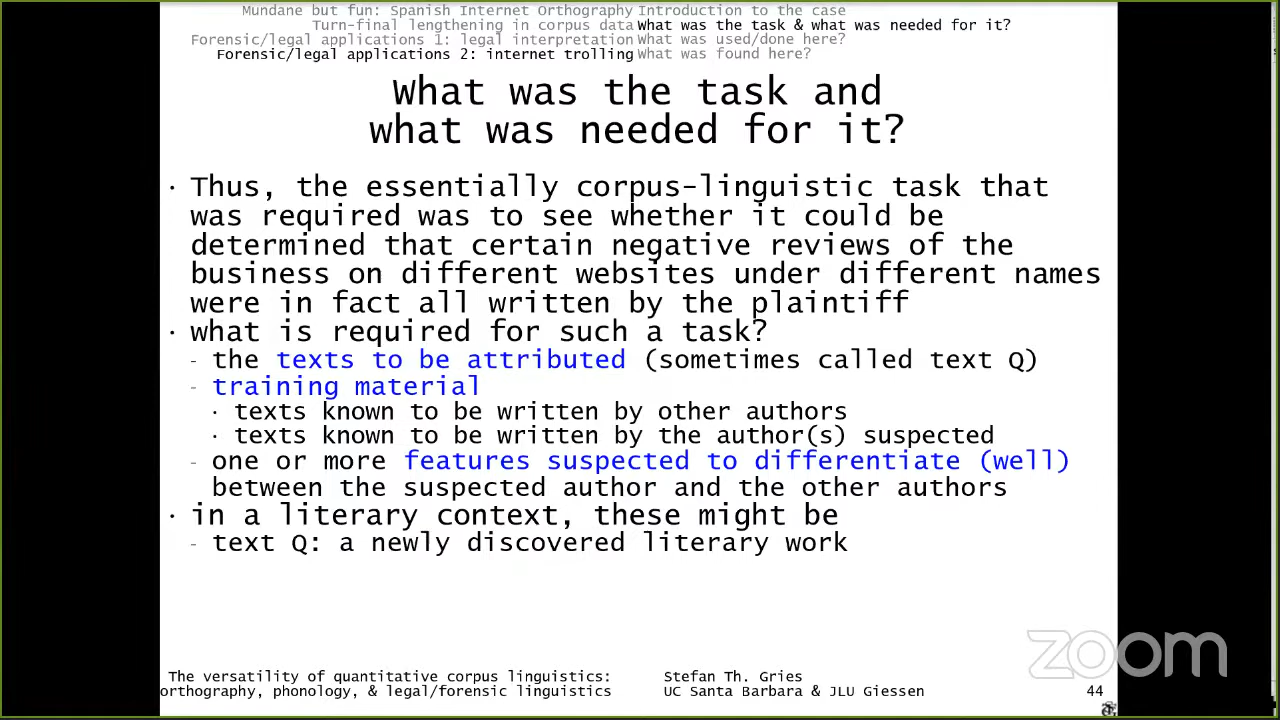 Mundane but fun: Spanish Internet Orthography Introduction to the case
Turn-final lengthening in corpus data What was the task & what was needed for it?
Forensic/legal applications 1: legal interpretation What was used/done here?
Forensic/legal applications 2: internet trolling What was found here?
What was the task and
what was needed for it?
• Thus, the essentially corpus-linguistic task that
was required was to see whether it could be
determined that certain negative reviews of the
business on different websites under different names
were in fact all written by the plaintiff
• what is required for such a task?
- the texts to be attributed (sometimes called text Q)
- training material
• texts known to be written by other authors
• texts known to be written by the author(s) suspected
- one or more features suspected to differentiate (well)
between the suspected author and the other authors
• in a literary context, these might be
- text Q: a newly discovered literary work
zoom
The versatility of quantitative corpus linguistics: Stefan Th. Gries
orthography, phonology, & legal/forensic linguistics UC Santa Barbara & JLU Giessen 44